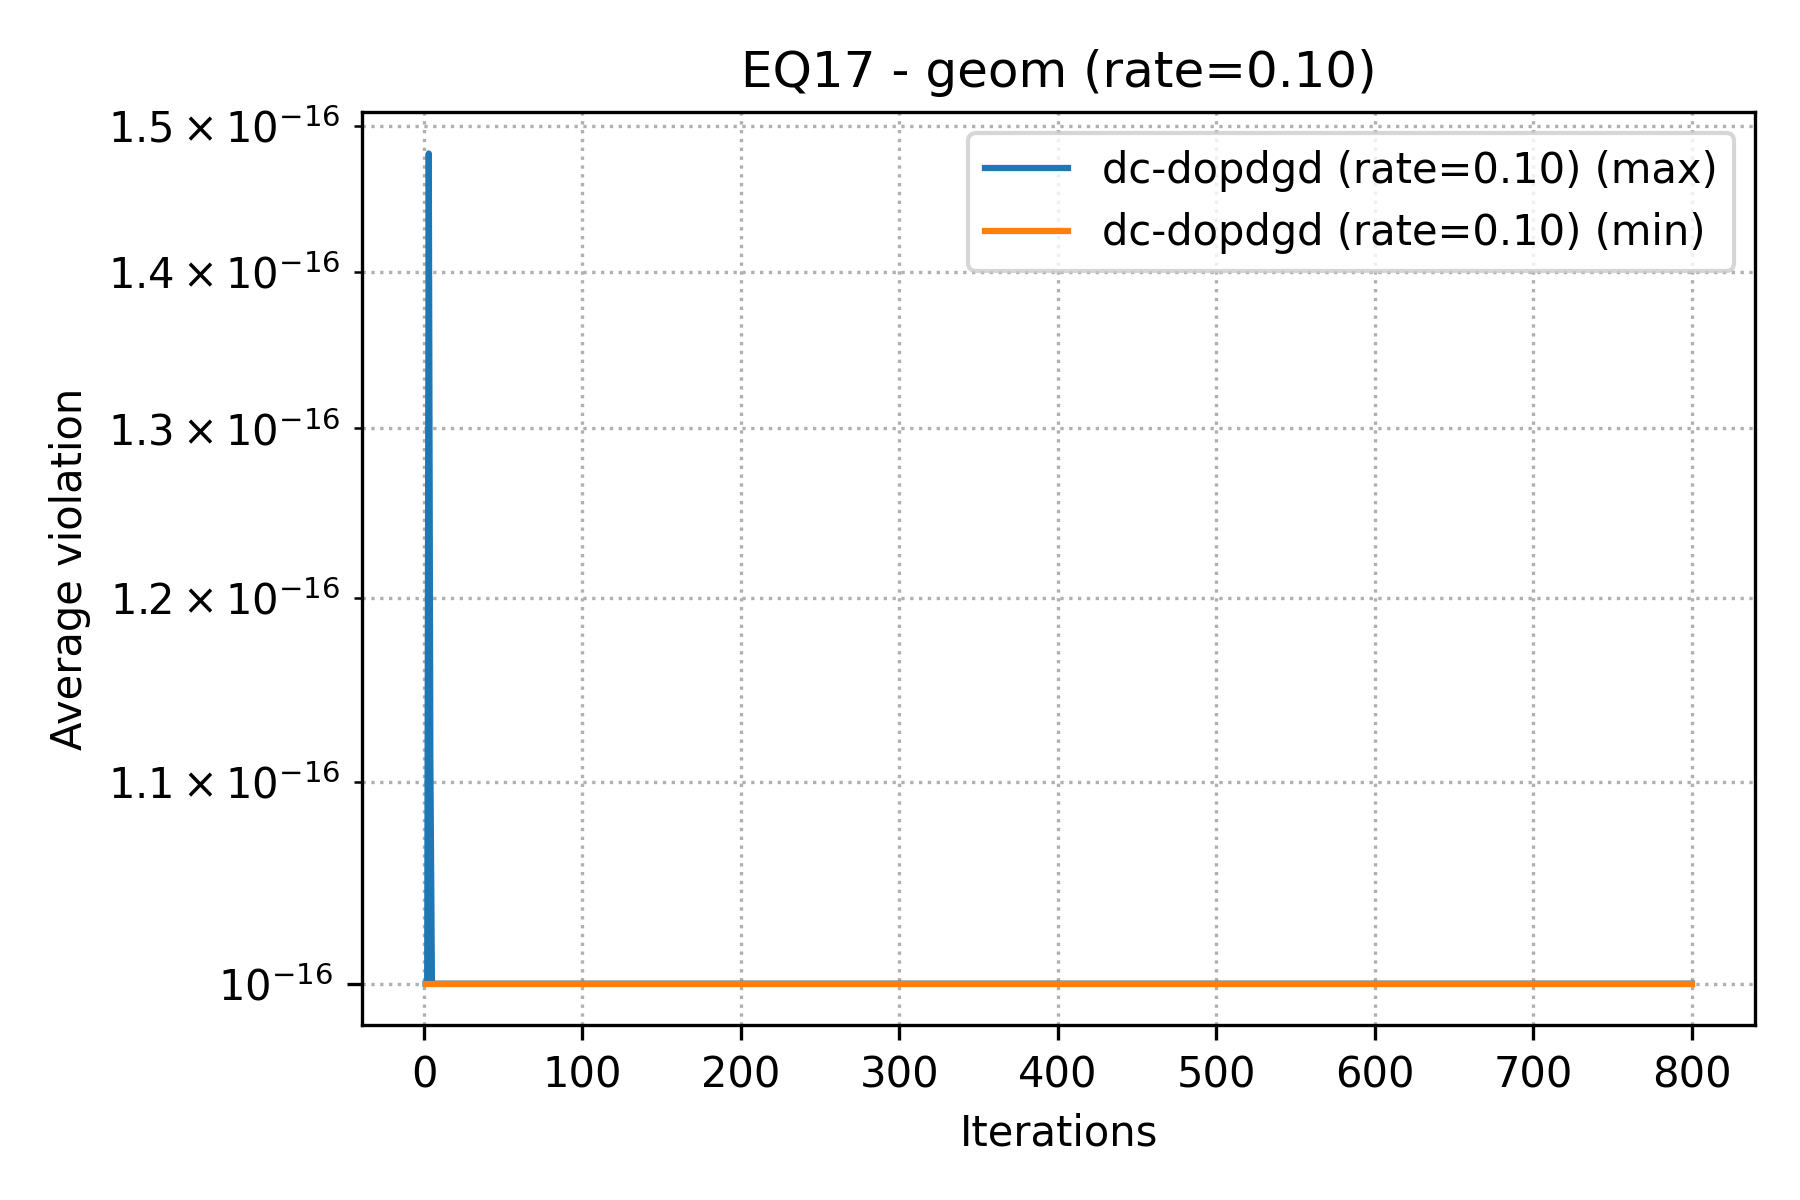 EQ17 - geom (rate=0.10)
1.5 × 10⁻¹⁶
1.4 × 10⁻¹⁶
1.3 × 10⁻¹⁶
1.2 × 10⁻¹⁶
1.1 × 10⁻¹⁶
10⁻¹⁶
Average violation
dc-dopdgd (rate=0.10) (max)
dc-dopdgd (rate=0.10) (min)
0 100 200 300 400 500 600 700 800
Iterations